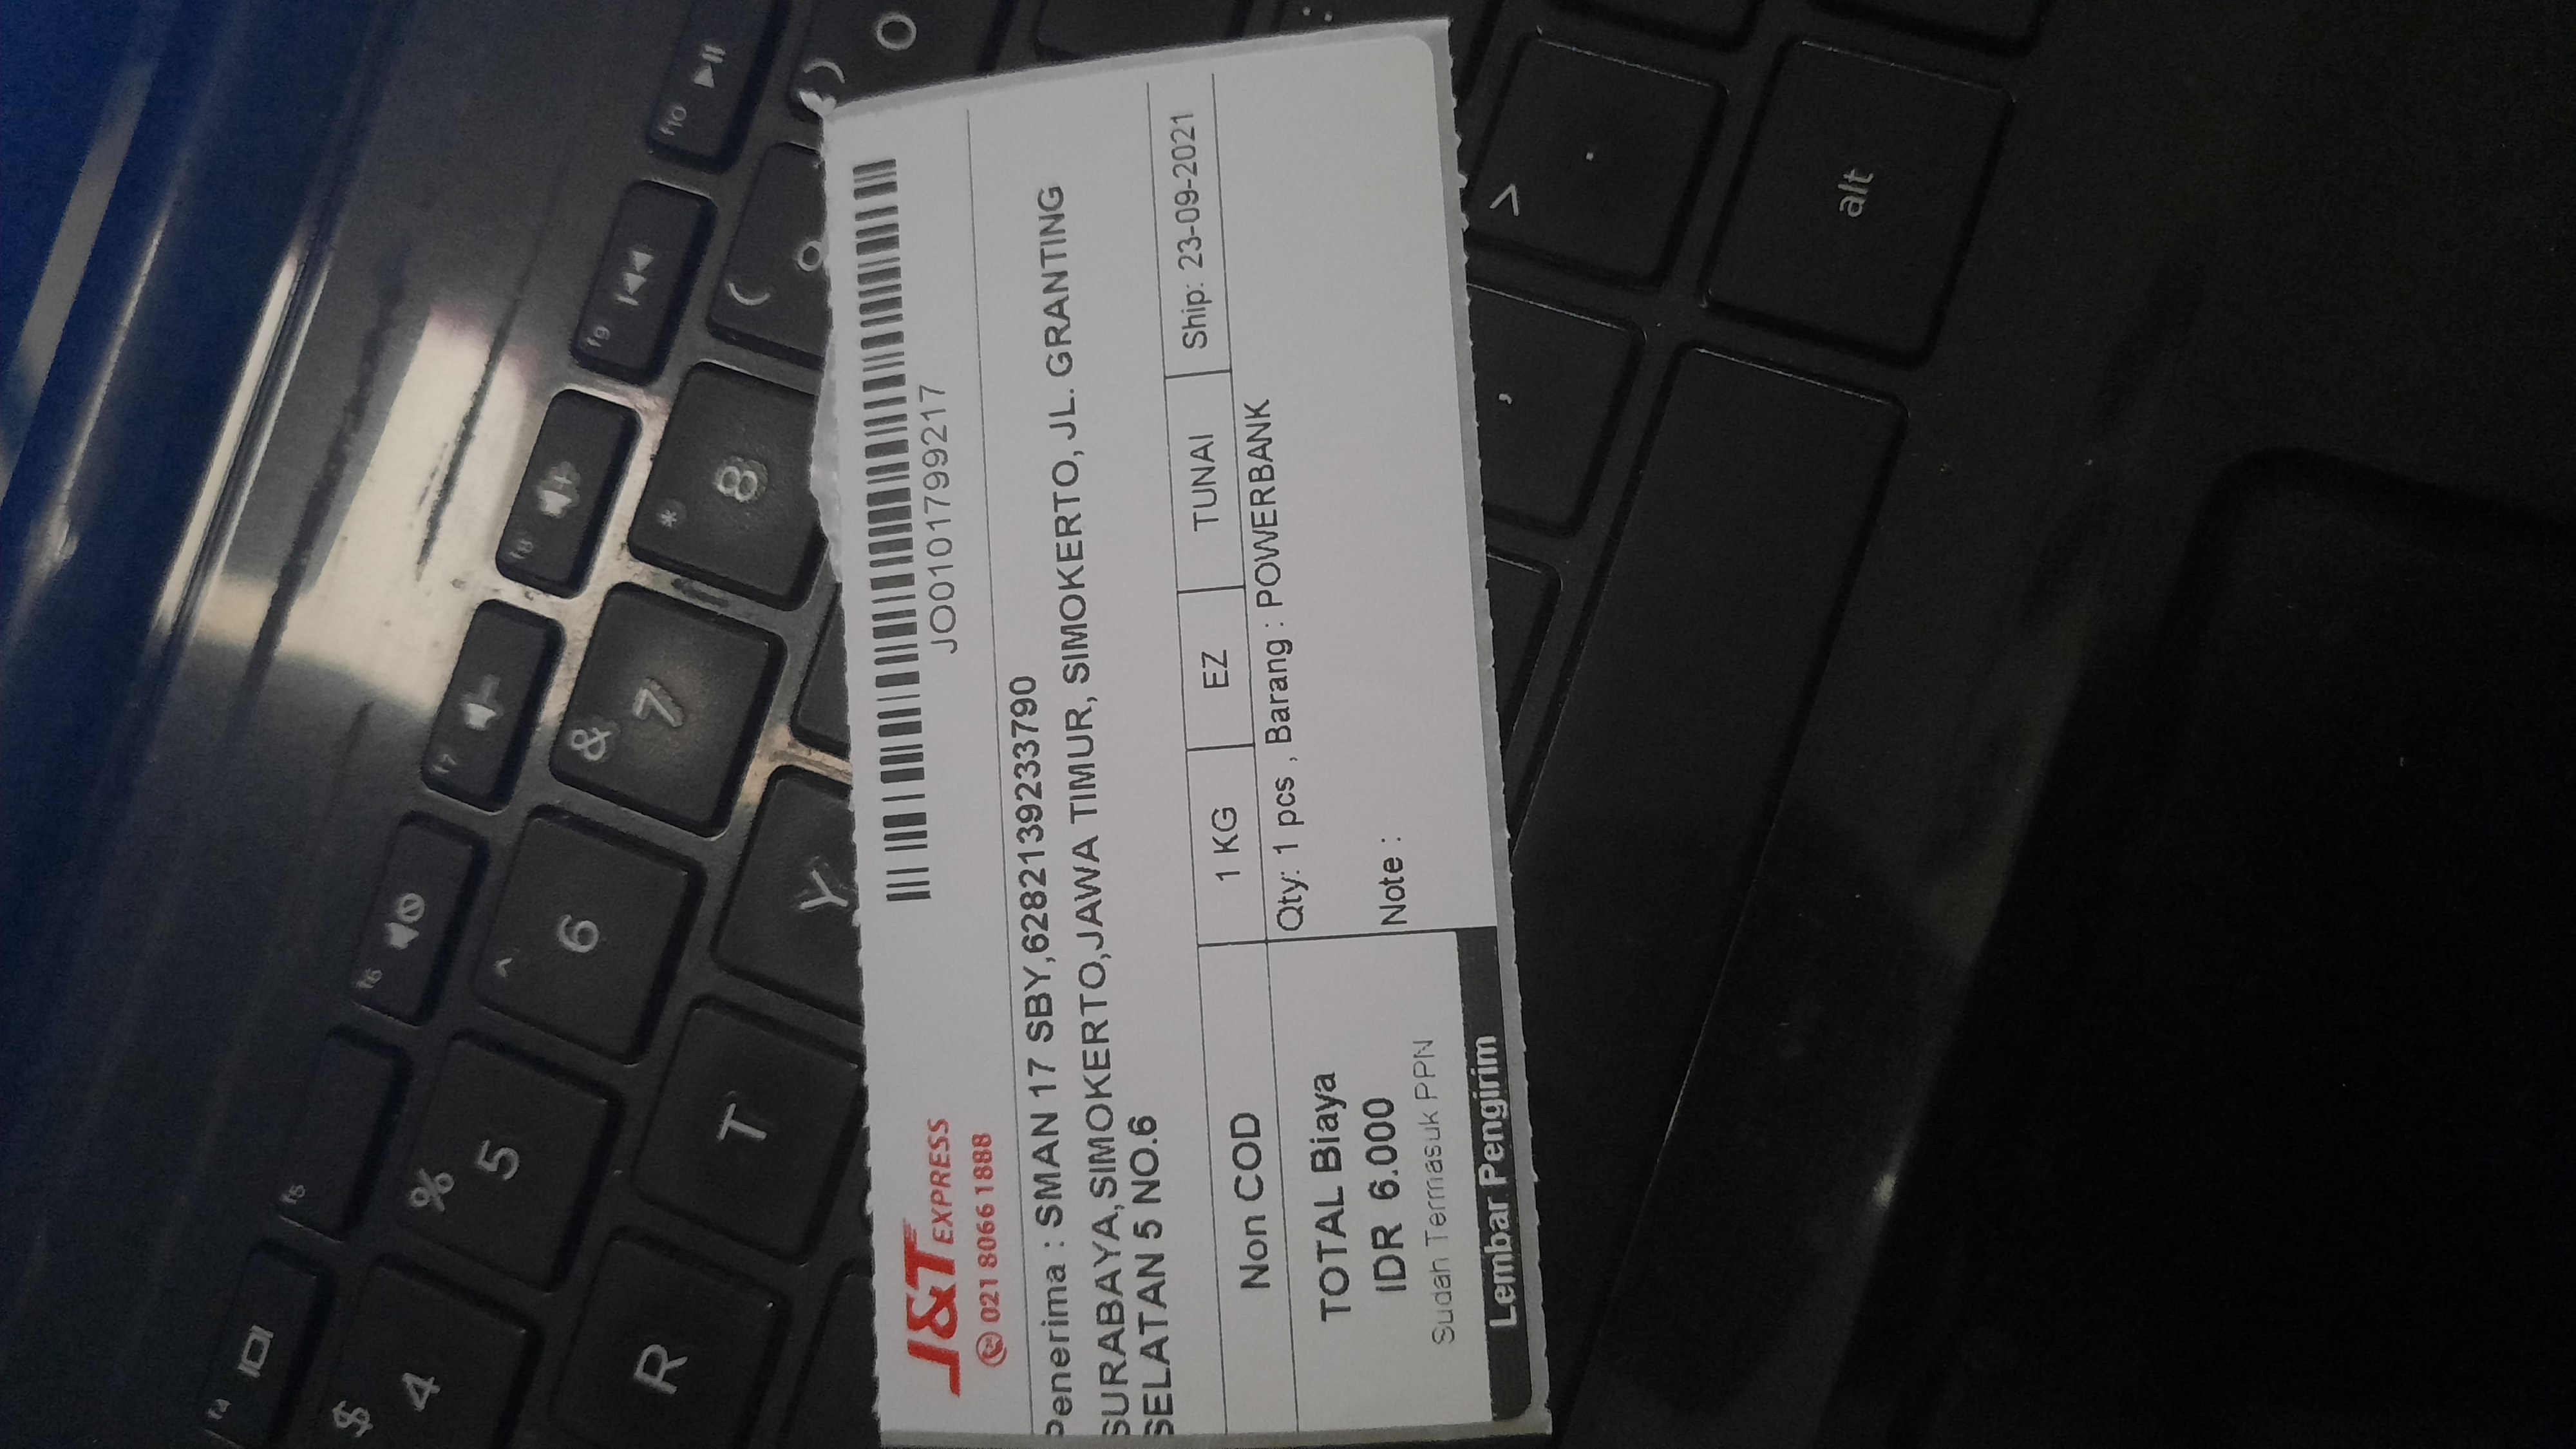 f4
$
4
f5
%
5
f6
^
6
f7
&
7
f8
*
8
f9
(
9
f10
)
0
R
T
Y
J&T EXPRESS
021 8066 1888
JO0101799217
Penerima : SMAN 17 SBY,6282139233790
SURABAYA,SIMOKERTO,JAWA TIMUR, SIMOKERTO, JL. GRANTING
SELATAN 5 NO.6
Non COD
1 KG
EZ
TUNAI
Ship: 23-09-2021
TOTAL Biaya
IDR 6.000
Sudah Termasuk PPN
Lembar Pengirim
Qty: 1 pcs , Barang : POWERBANK
Note :
,
>
.
alt